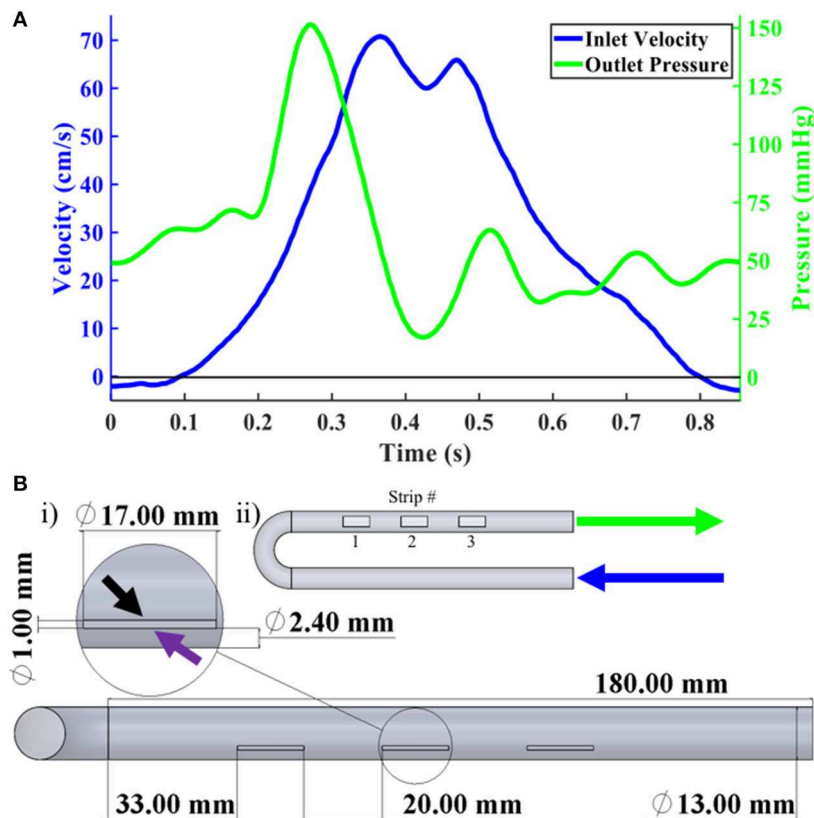 A
Inlet Velocity
Outlet Pressure
Velocity (cm/s)
70
60
50
40
30
20
10
0
Pressure (mmHg)
150
125
100
75
50
25
0
0 0.1 0.2 0.3 0.4 0.5 0.6 0.7 0.8
Time (s)
B
i) ∅ 17.00 mm
ii)
Strip #
1 2 3
∅ 1.00 mm
∅ 2.40 mm
180.00 mm
33.00 mm 20.00 mm ∅ 13.00 mm